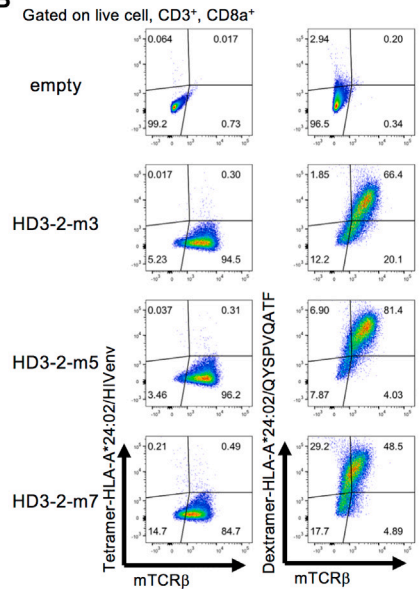 B
Gated on live cell, CD3⁺, CD8a⁺
empty
0.064 0.017
99.2 0.73
2.94 0.20
96.5 0.34
HD3-2-m3
0.017 0.30
5.23 94.5
1.85 66.4
12.2 20.1
HD3-2-m5
0.037 0.31
3.46 96.2
6.90 81.4
7.87 4.03
HD3-2-m7
0.21 0.49
14.7 84.7
29.2 48.5
17.7 4.89
Tetramer-HLA-A*24:02/HIVenv
Dextramer-HLA-A*24:02/QYSPVQATF
mTCRβ
mTCRβ